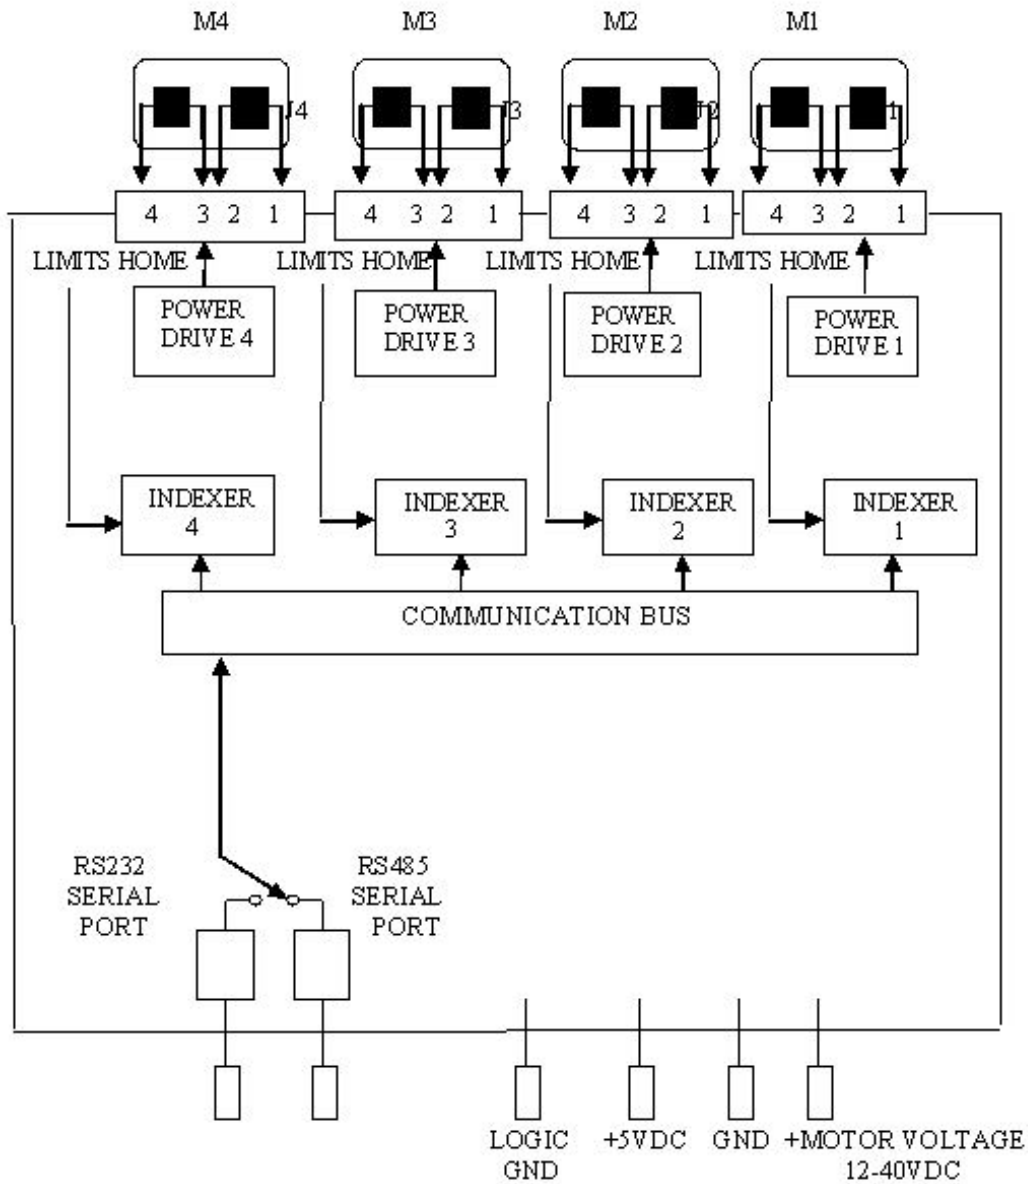 M4 M3 M2 M1
J4 J3 J2 1
4 3 2 1 4 3 2 1 4 3 2 1 4 3 2 1
LIMITS HOME LIMITS HOME LIMITS HOME LIMITS HOME
POWER DRIVE 4
POWER DRIVE 3
POWER DRIVE 2
POWER DRIVE 1
INDEXER 4
INDEXER 3
INDEXER 2
INDEXER 1
COMMUNICATION BUS
RS232
SERIAL
PORT
RS485
SERIAL
PORT
LOGIC
GND
+5VDC
GND
+MOTOR VOLTAGE
12-40VDC